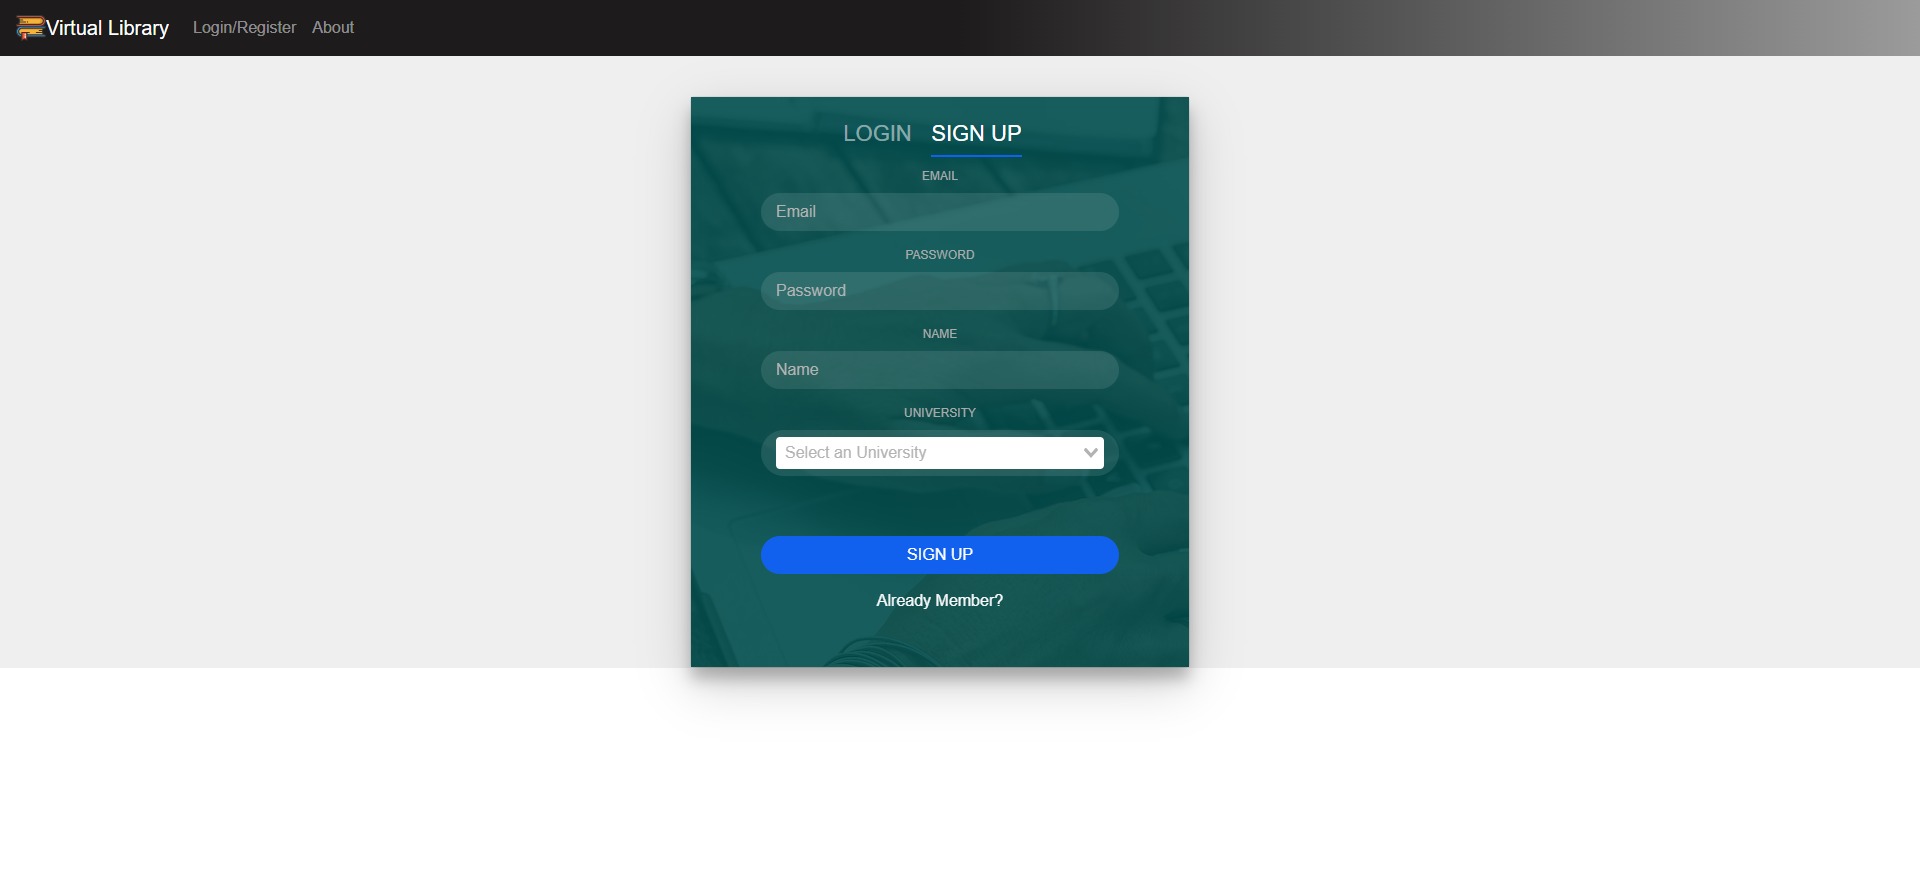 Virtual Library Login/Register About
LOGIN SIGN UP
EMAIL
Email
PASSWORD
Password
NAME
Name
UNIVERSITY
Select an University
SIGN UP
Already Member?